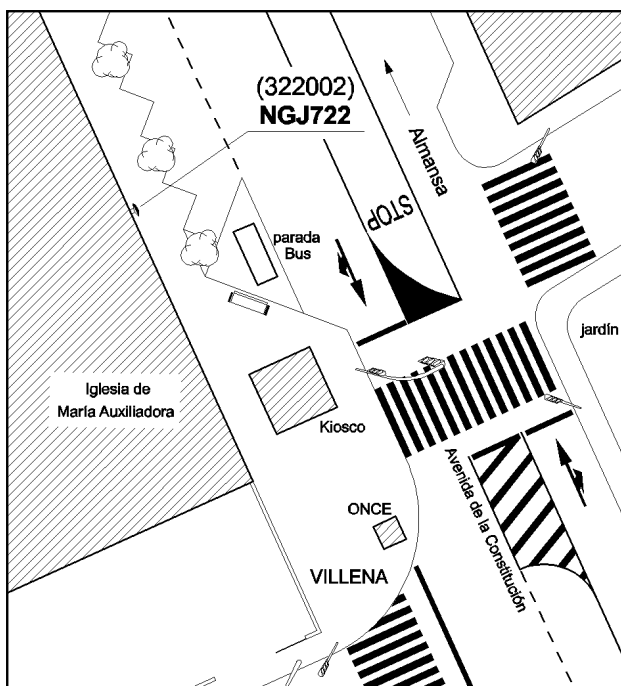 (322002)
NGJ722
Almansa
STOP
parada
Bus
jardín
Iglesia de
María Auxiliadora
Kiosco
Avenida de la Constitución
ONCE
VILLENA